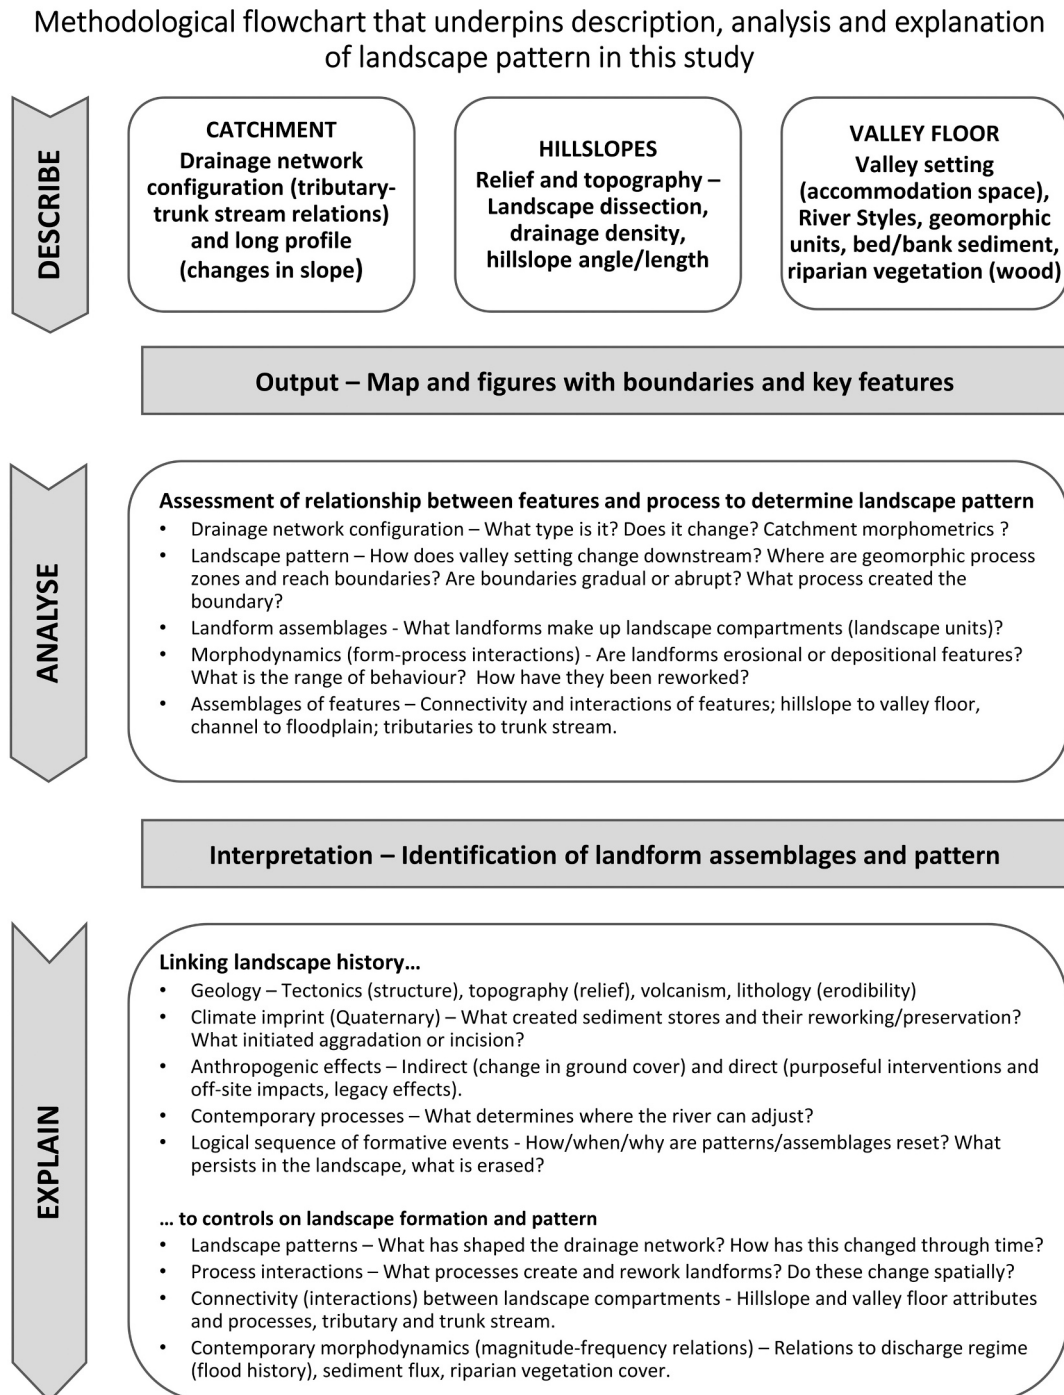 Methodological flowchart that underpins description, analysis and explanation
of landscape pattern in this study
DESCRIBE
CATCHMENT
Drainage network
configuration (tributary-
trunk stream relations)
and long profile
(changes in slope)
HILLSLOPES
Relief and topography –
Landscape dissection,
drainage density,
hillslope angle/length
VALLEY FLOOR
Valley setting
(accommodation space),
River Styles, geomorphic
units, bed/bank sediment,
riparian vegetation (wood)
Output – Map and figures with boundaries and key features
ANALYSE
Assessment of relationship between features and process to determine landscape pattern
• Drainage network configuration – What type is it? Does it change? Catchment morphometrics ?
• Landscape pattern – How does valley setting change downstream? Where are geomorphic process
zones and reach boundaries? Are boundaries gradual or abrupt? What process created the
boundary?
• Landform assemblages - What landforms make up landscape compartments (landscape units)?
• Morphodynamics (form-process interactions) - Are landforms erosional or depositional features?
What is the range of behaviour?  How have they been reworked?
• Assemblages of features – Connectivity and interactions of features; hillslope to valley floor,
channel to floodplain; tributaries to trunk stream.
Interpretation – Identification of landform assemblages and pattern
EXPLAIN
Linking landscape history…
• Geology – Tectonics (structure), topography (relief), volcanism, lithology (erodibility)
• Climate imprint (Quaternary) – What created sediment stores and their reworking/preservation?
What initiated aggradation or incision?
• Anthropogenic effects – Indirect (change in ground cover) and direct (purposeful interventions and
off-site impacts, legacy effects).
• Contemporary processes – What determines where the river can adjust?
• Logical sequence of formative events - How/when/why are patterns/assemblages reset? What
persists in the landscape, what is erased?
… to controls on landscape formation and pattern
• Landscape patterns – What has shaped the drainage network? How has this changed through time?
• Process interactions – What processes create and rework landforms? Do these change spatially?
• Connectivity (interactions) between landscape compartments - Hillslope and valley floor attributes
and processes, tributary and trunk stream.
• Contemporary morphodynamics (magnitude-frequency relations) – Relations to discharge regime
(flood history), sediment flux, riparian vegetation cover.